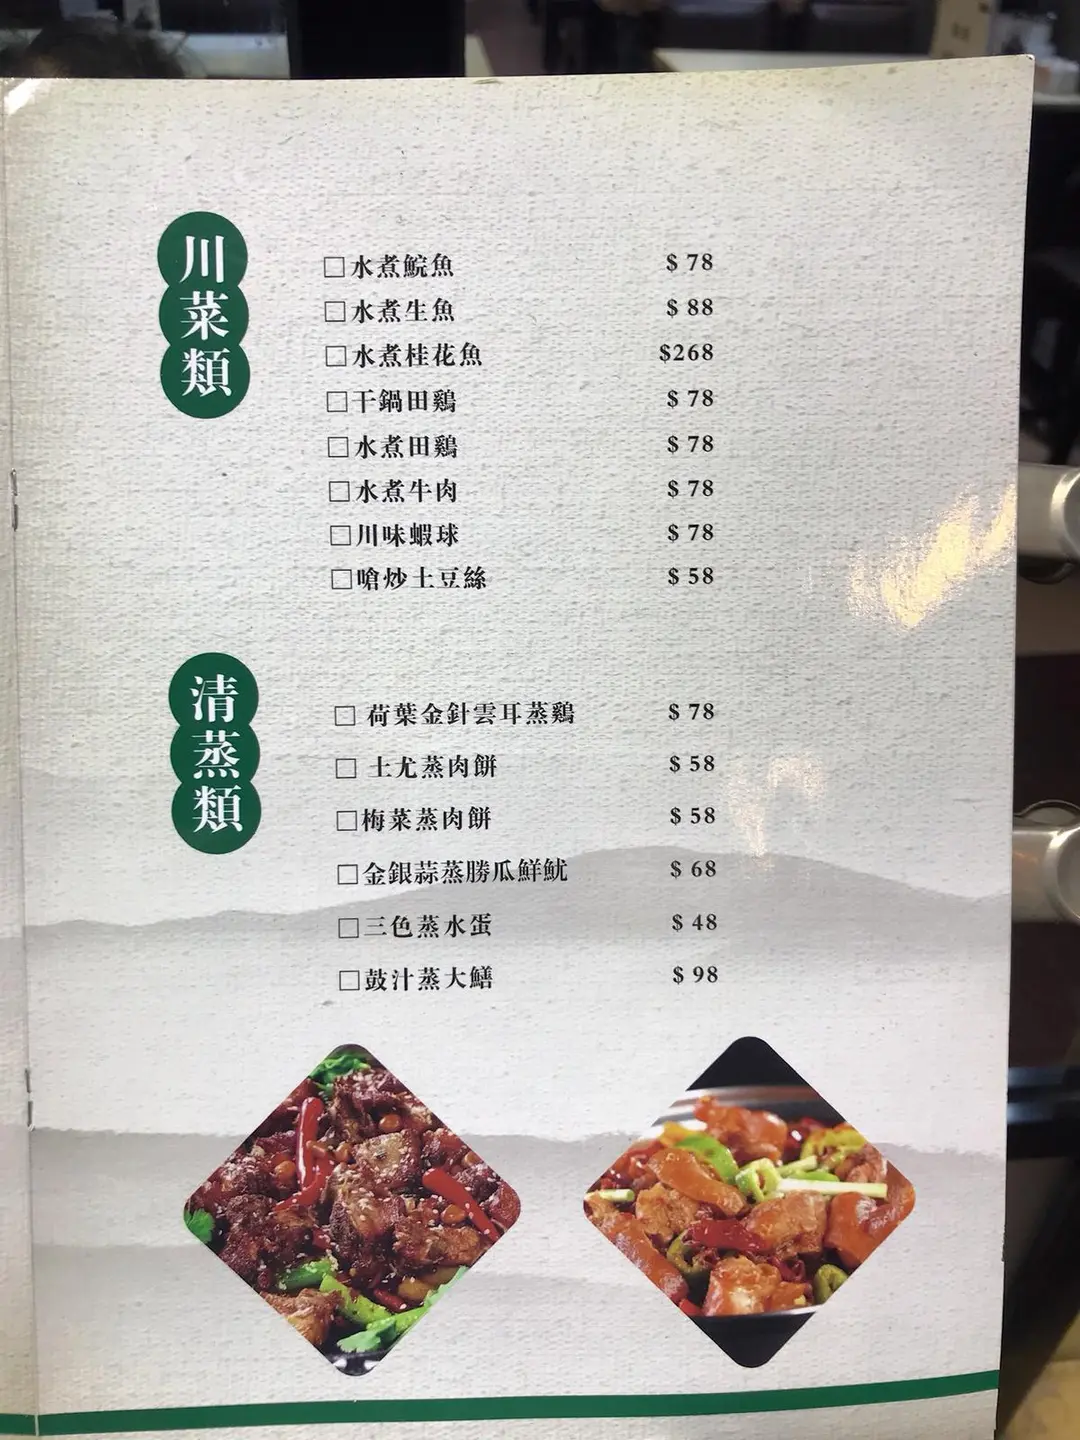 川菜類
□水煮鯇魚 $ 78
□水煮生魚 $ 88
□水煮桂花魚 $268
□干鍋田鷄 $ 78
□水煮田鷄 $ 78
□水煮牛肉 $ 78
□川味蝦球 $ 78
□嗆炒土豆絲 $ 58
清蒸類
□ 荷葉金針雲耳蒸鷄 $ 78
□ 土尤蒸肉餅 $ 58
□梅菜蒸肉餅 $ 58
□金銀蒜蒸勝瓜鮮魷 $ 68
□三色蒸水蛋 $ 48
□鼓汁蒸大鱔 $ 98